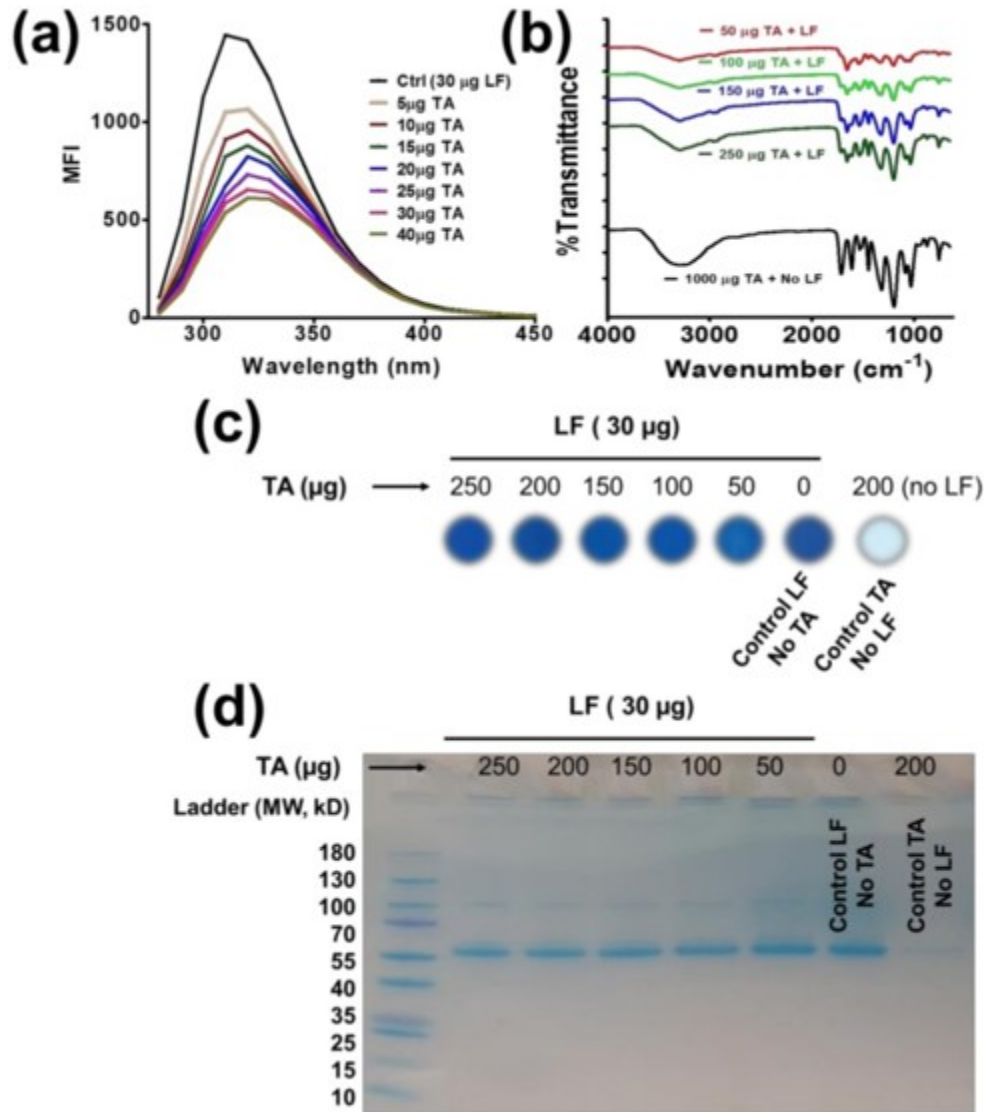 (a)
1500
1000
500
0
MFI
300
350
400
450
Wavelength (nm)
Ctrl (30 µg LF)
5µg TA
10µg TA
15µg TA
20µg TA
25µg TA
30µg TA
40µg TA
(b)
%Transmittance
50 µg TA + LF
100 µg TA + LF
150 µg TA + LF
250 µg TA + LF
1000 µg TA + No LF
4000
3000
2000
1000
Wavenumber (cm⁻¹)
(c)
LF ( 30 µg)
TA (µg)
250 200 150 100 50 0 200 (no LF)
Control LF
No TA
Control TA
No LF
(d)
LF ( 30 µg)
TA (µg)
250 200 150 100 50 0 200
Ladder (MW, kD)
Control LF
No TA
Control TA
No LF
180
130
100
70
55
40
35
25
15
10